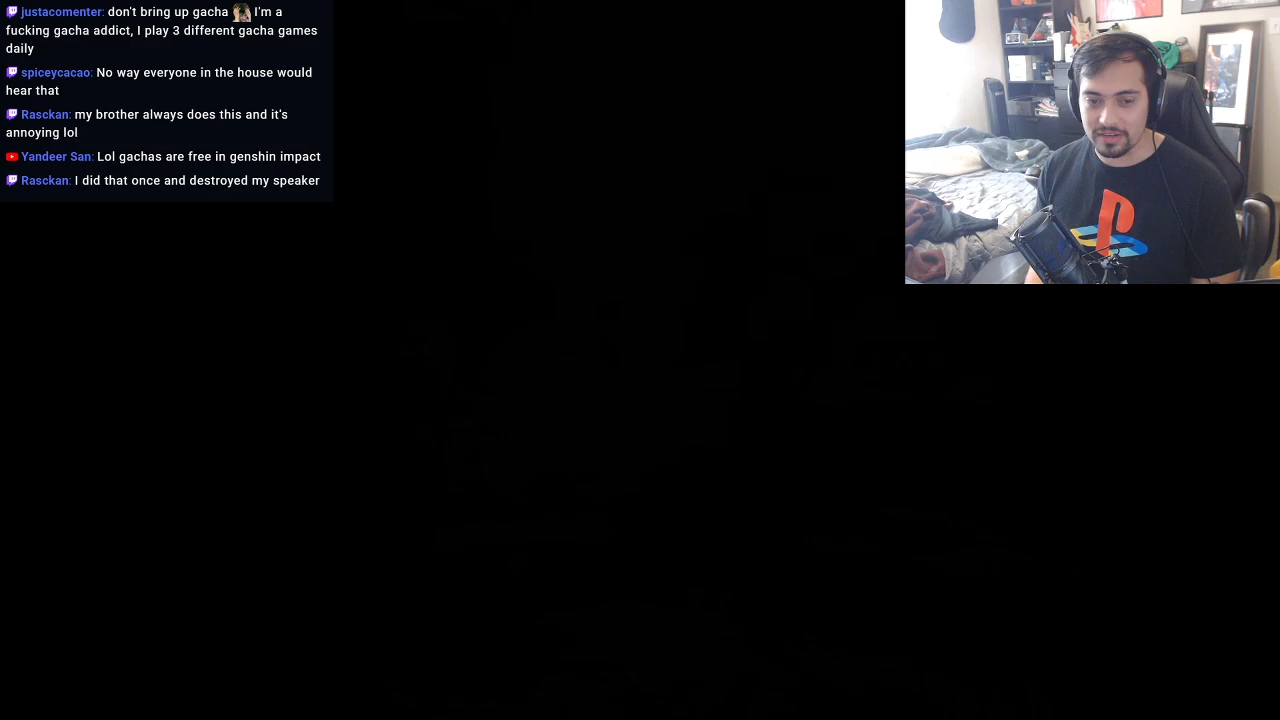 justacomenter: don't bring up gacha I'm a
fucking gacha addict, I play 3 different gacha games
daily
spiceycacao: No way everyone in the house would
hear that
Rasckan: my brother always does this and it's
annoying lol
Yandeer San: Lol gachas are free in genshin impact
Rasckan: I did that once and destroyed my speaker